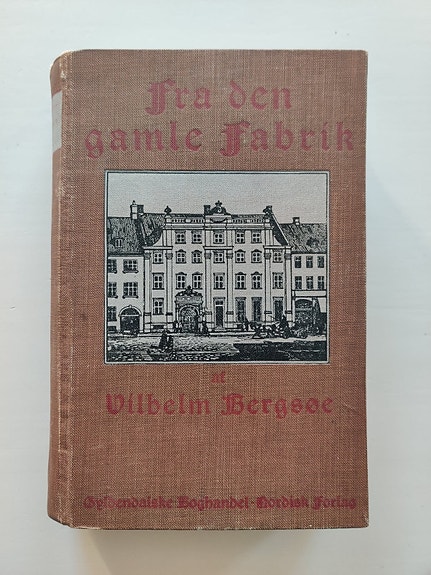 Fra den
gamle Fabrik
af
Vilhelm Bergsøe
Gyldendalske Boghandel · Nordisk Forlag